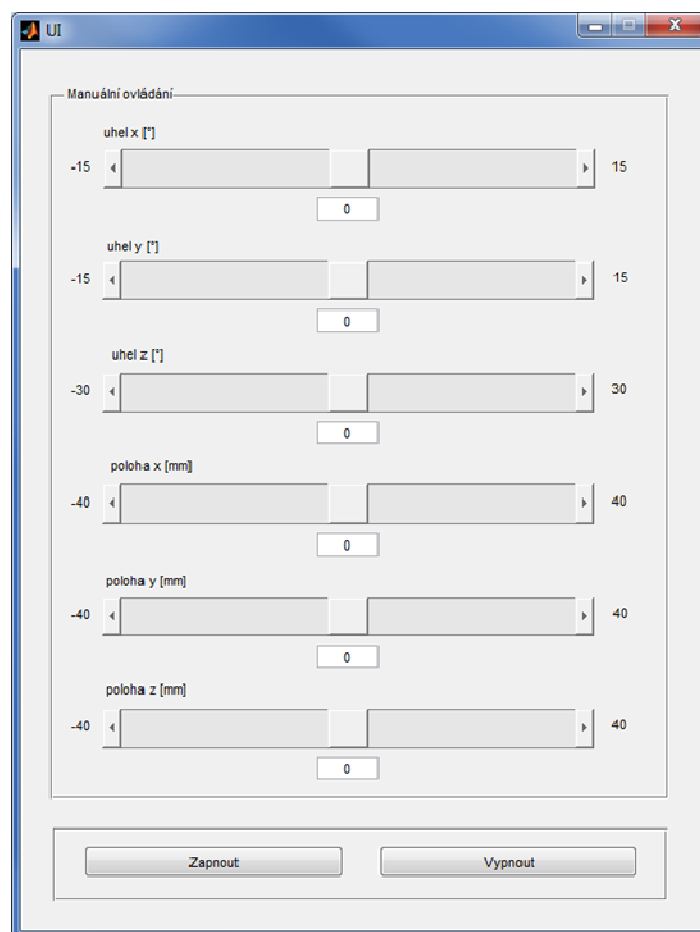 UI
Manuální ovládání
uhel x [°]
-15 15
0
uhel y [°]
-15 15
0
uhel z [°]
-30 30
0
poloha x [mm]
-40 40
0
poloha y [mm]
-40 40
0
poloha z [mm]
-40 40
0
Zapnout Vypnout